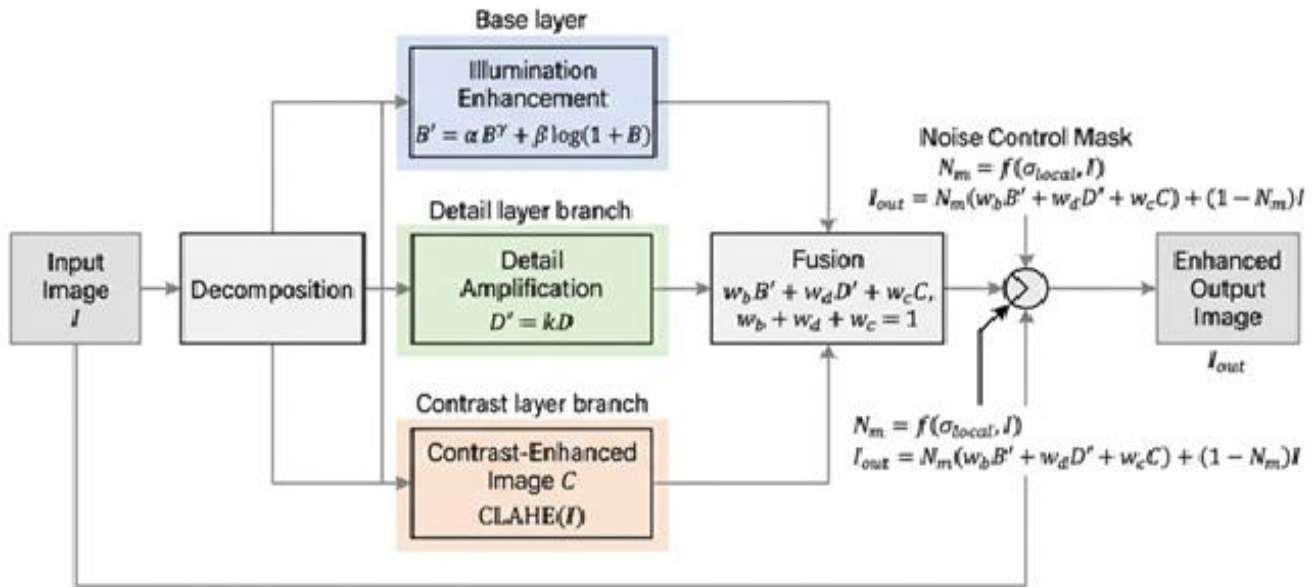 Base layer
Illumination
Enhancement
B' = αB^γ + β log(1 + B)
Noise Control Mask
N_m = f(σ_local, I)
I_out = N_m(w_b B' + w_d D' + w_c C) + (1 − N_m)I
Detail layer branch
Input
Image
I
Decomposition
Detail
Amplification
D' = kD
Fusion
w_b B' + w_d D' + w_c C,
w_b + w_d + w_c = 1
Enhanced
Output
Image
I_out
Contrast layer branch
Contrast-Enhanced
Image C
CLAHE(I)
N_m = f(σ_local, I)
I_out = N_m(w_b B' + w_d D' + w_c C) + (1 − N_m)I